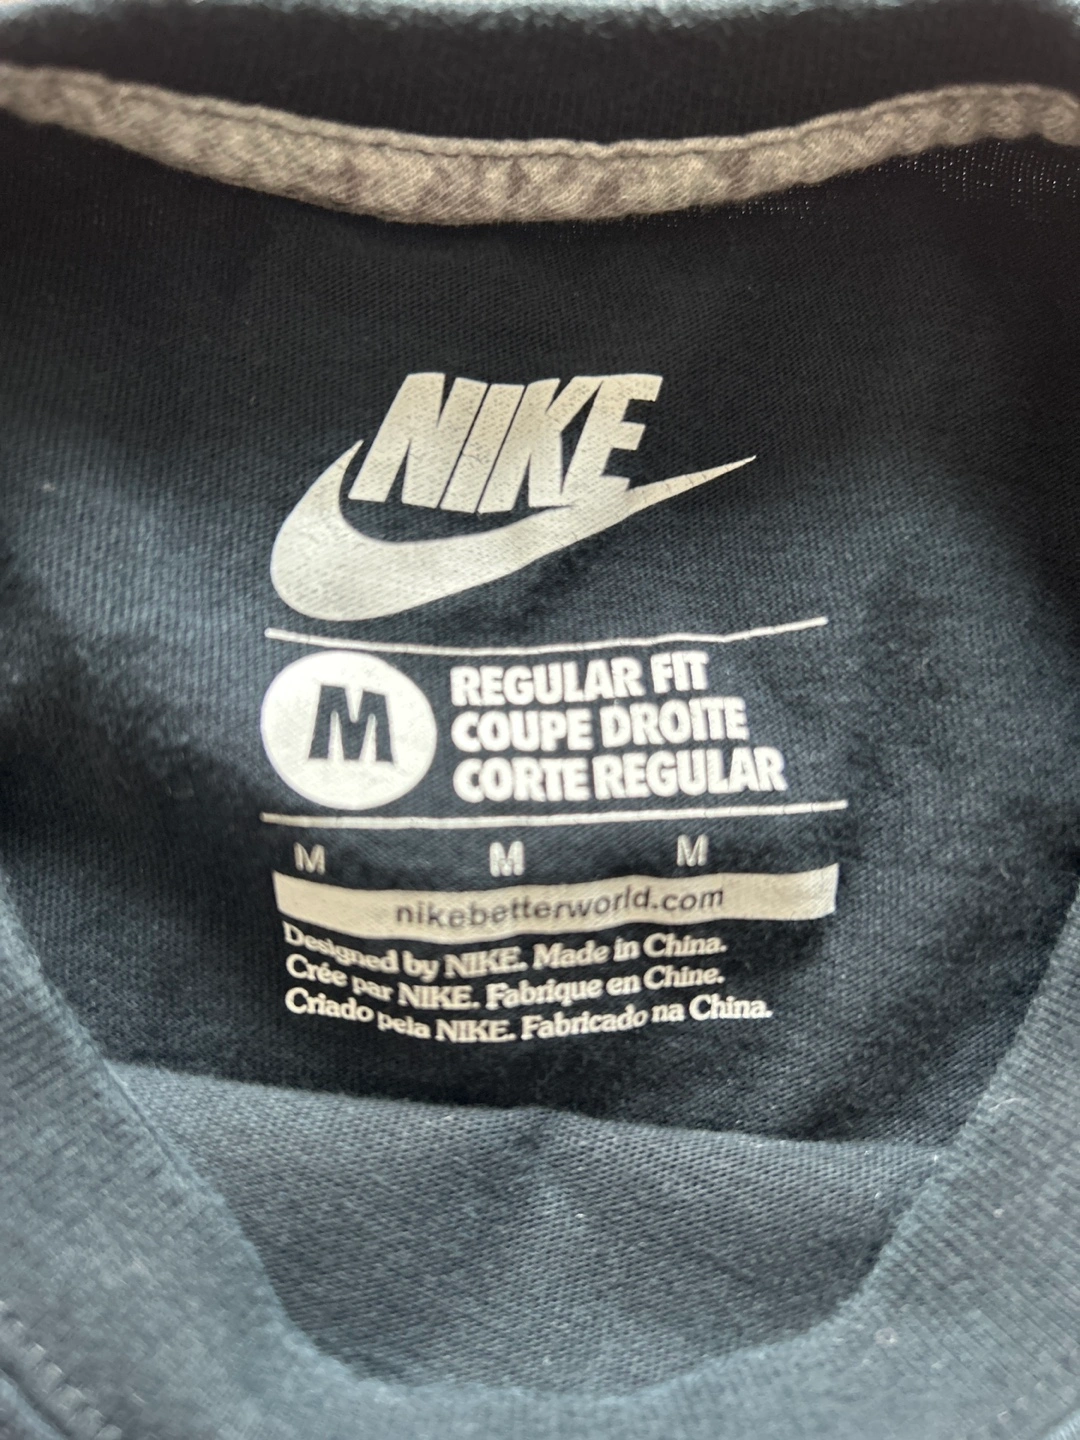 NIKE
M
REGULAR FIT
COUPE DROITE
CORTE REGULAR
M M M
nikebetterworld.com
Designed by NIKE. Made in China.
Crée par NIKE. Fabrique en Chine.
Criado pela NIKE. Fabricado na China.